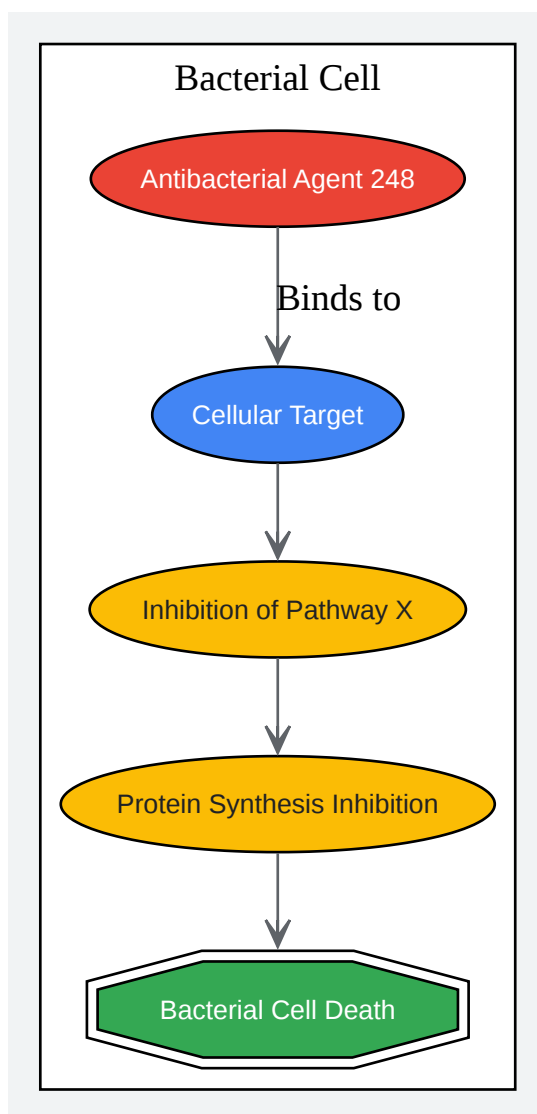 Bacterial Cell
Antibacterial Agent 248
Binds to
Cellular Target
Inhibition of Pathway X
Protein Synthesis Inhibition
Bacterial Cell Death